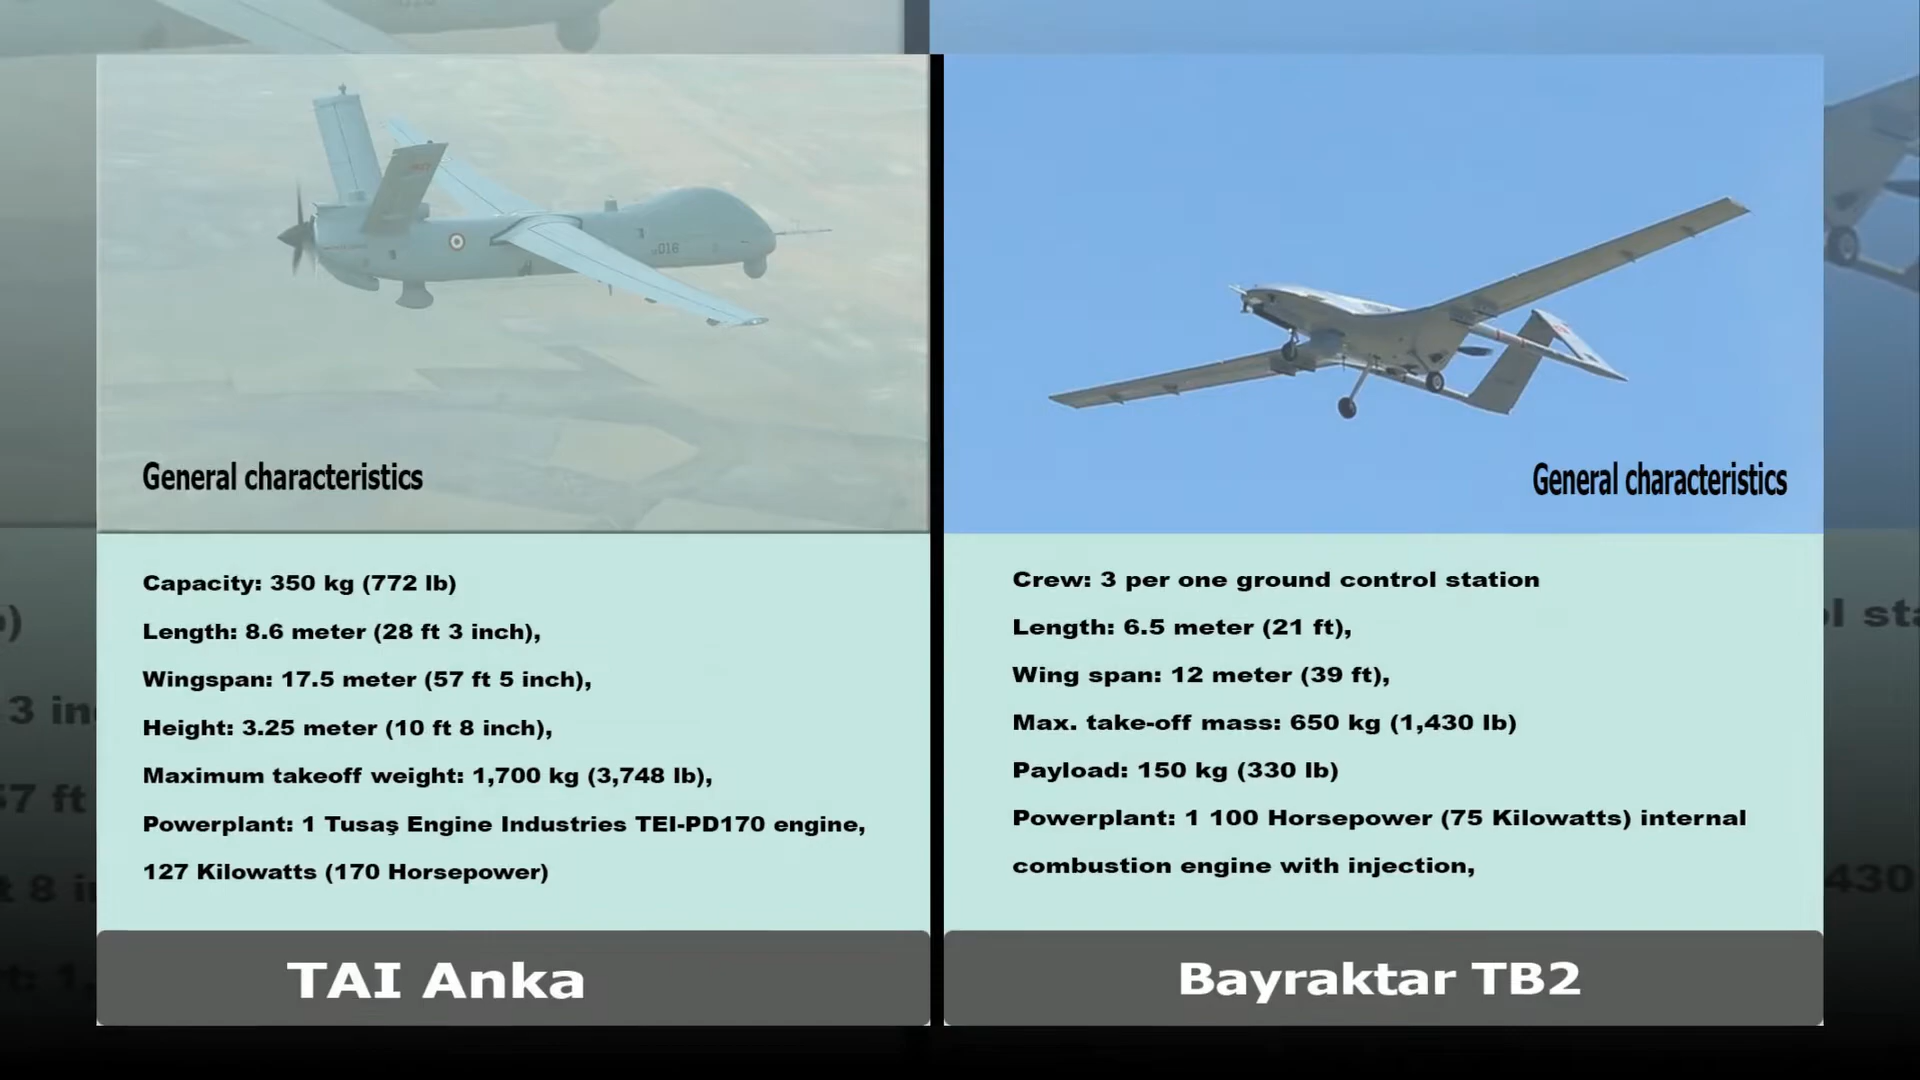 General characteristics
Capacity: 350 kg (772 lb)
Length: 8.6 meter (28 ft 3 inch),
Wingspan: 17.5 meter (57 ft 5 inch),
Height: 3.25 meter (10 ft 8 inch),
Maximum takeoff weight: 1,700 kg (3,748 lb),
Powerplant: 1 Tusaş Engine Industries TEI-PD170 engine,
127 Kilowatts (170 Horsepower)
TAI Anka
General characteristics
Crew: 3 per one ground control station
Length: 6.5 meter (21 ft),
Wing span: 12 meter (39 ft),
Max. take-off mass: 650 kg (1,430 lb)
Payload: 150 kg (330 lb)
Powerplant: 1 100 Horsepower (75 Kilowatts) internal
combustion engine with injection,
Bayraktar TB2